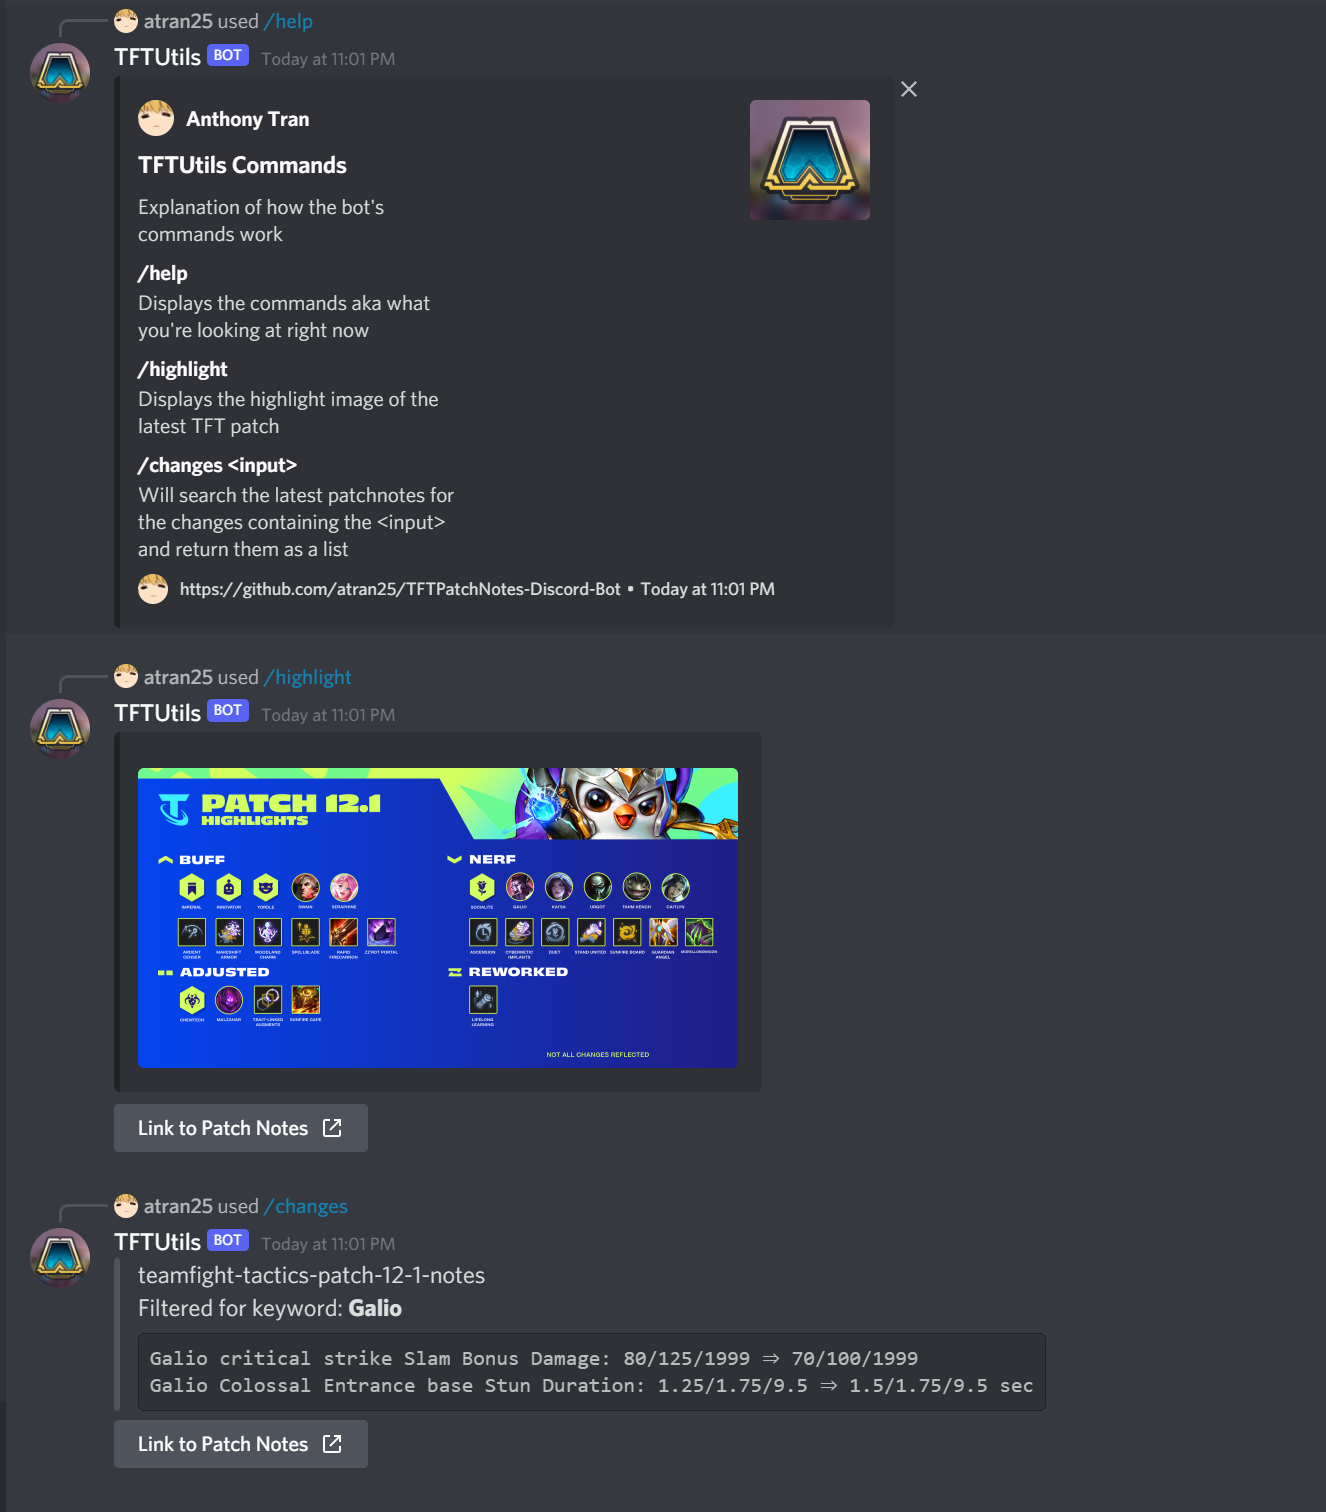 atran25 used /help
TFTUtils BOT Today at 11:01 PM
Anthony Tran
TFTUtils Commands
Explanation of how the bot's
commands work
/help
Displays the commands aka what
you're looking at right now
/highlight
Displays the highlight image of the
latest TFT patch
/changes <input>
Will search the latest patchnotes for
the changes containing the <input>
and return them as a list
https://github.com/atran25/TFTPatchNotes-Discord-Bot • Today at 11:01 PM
atran25 used /highlight
TFTUtils BOT Today at 11:01 PM
PATCH 12.1
HIGHLIGHTS
BUFF
IMPERIAL INNOVATOR YORDLE SWAIN SERAPHINE
ARDENT CENSER MAKESHIFT ARMOR WOODLAND CHARM SPELLBLADE RAPID FIRECANNON ZZ'ROT PORTAL
NERF
SOCIALITE GALIO KAI'SA URGOT TAHM KENCH CAITLYN
ASCENSION CYBERNETIC IMPLANTS DUET STAND UNITED SUNFIRE BOARD GUARDIAN ANGEL MORELLONOMICON
ADJUSTED
CHEMTECH MALZAHAR TRAIT-LINKED AUGMENTS SUNFIRE CAPE
REWORKED
LIFELONG LEARNING
NOT ALL CHANGES REFLECTED
Link to Patch Notes
atran25 used /changes
TFTUtils BOT Today at 11:01 PM
teamfight-tactics-patch-12-1-notes
Filtered for keyword: Galio
Galio critical strike Slam Bonus Damage: 80/125/1999 ⇒ 70/100/1999
Galio Colossal Entrance base Stun Duration: 1.25/1.75/9.5 ⇒ 1.5/1.75/9.5 sec
Link to Patch Notes